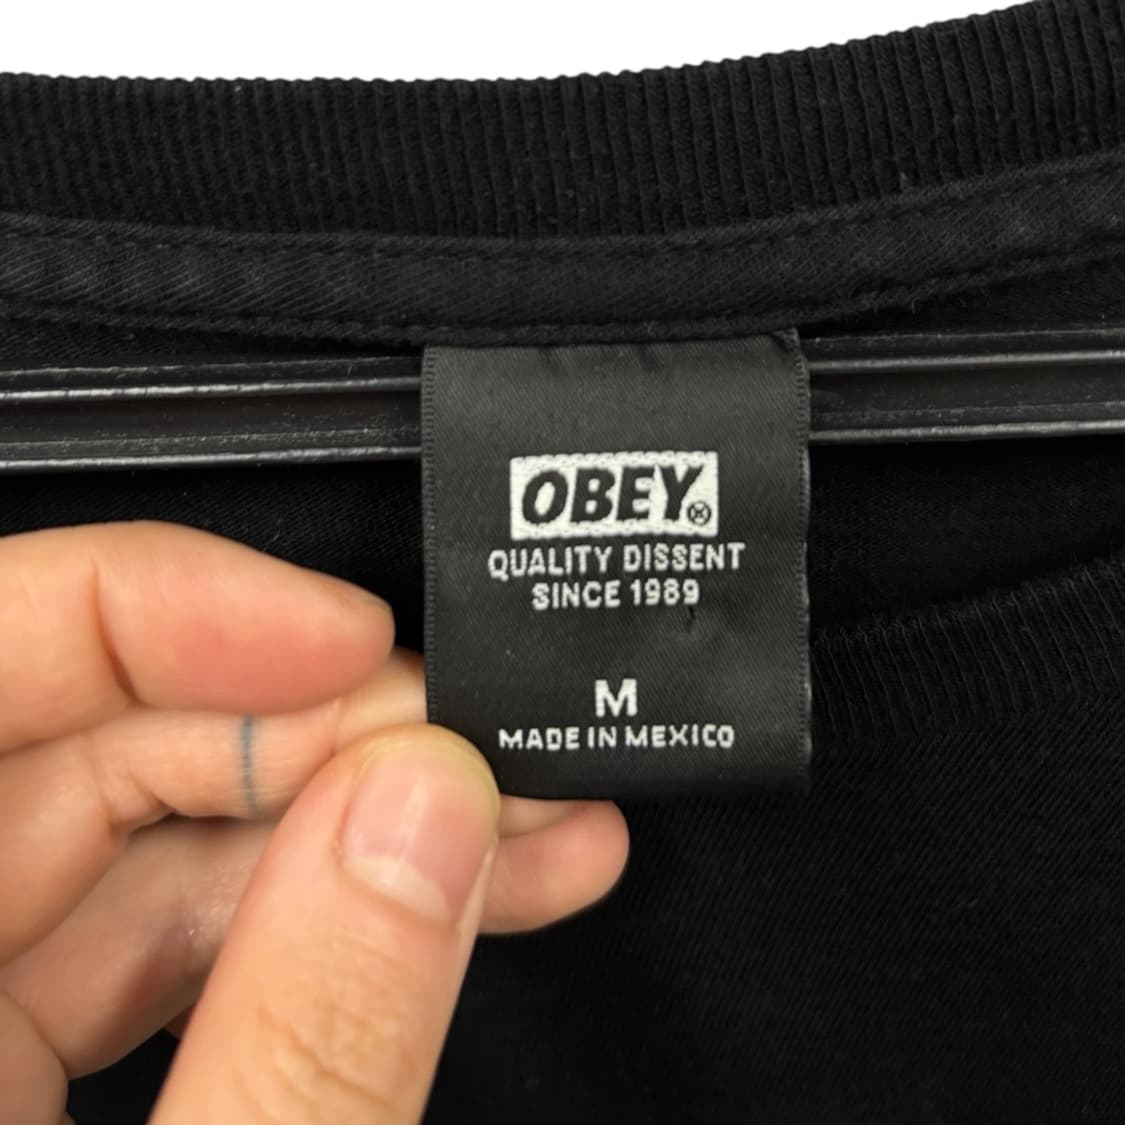 OBEY®
QUALITY DISSENT
SINCE 1989
M
MADE IN MEXICO